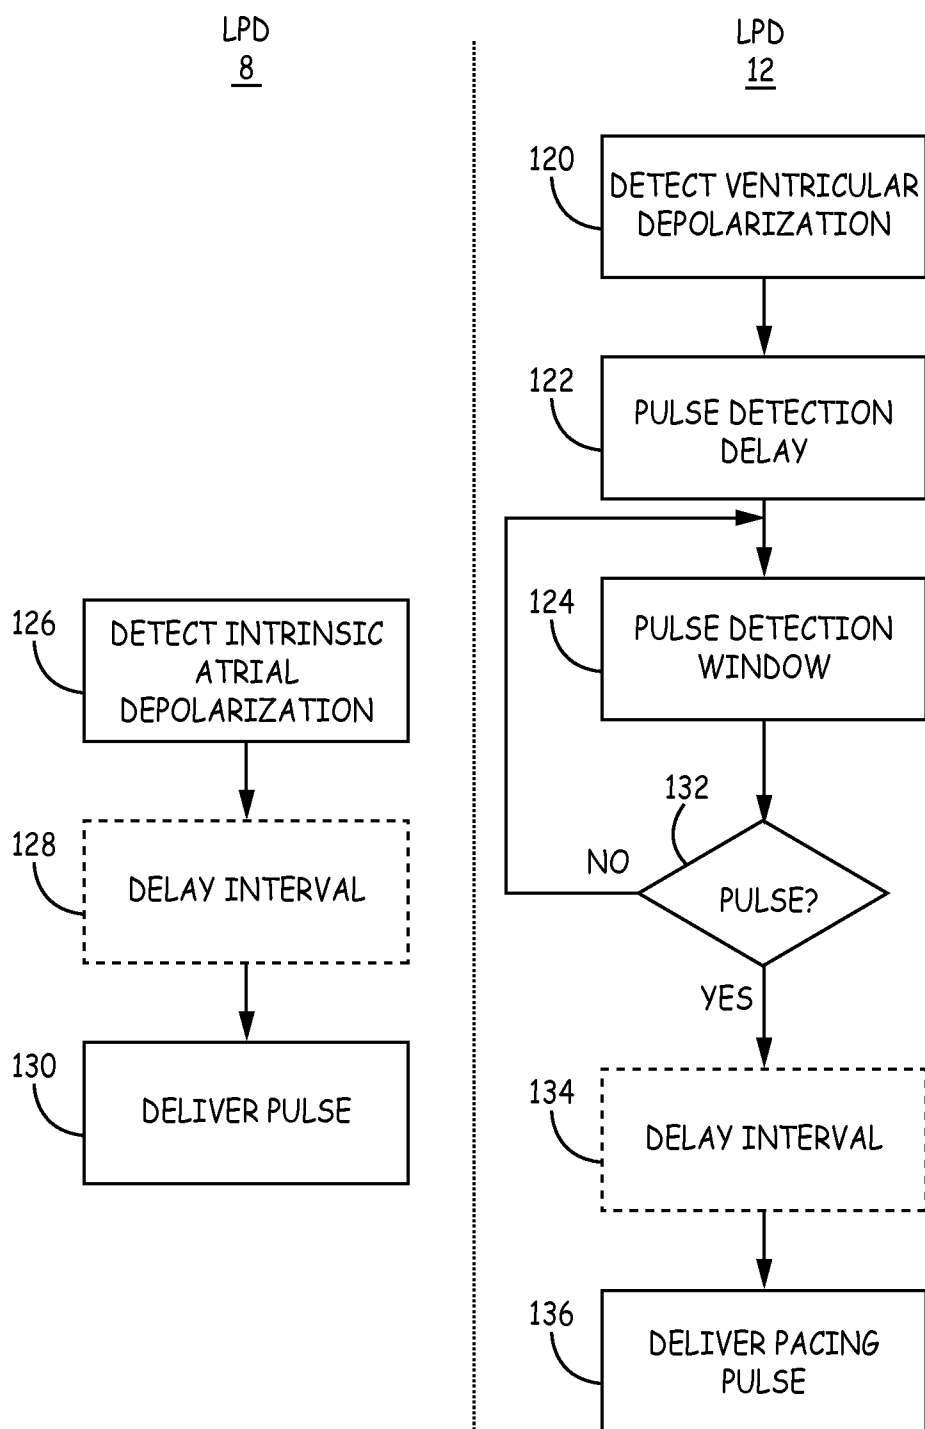 LPD
8
126
DETECT INTRINSIC
ATRIAL
DEPOLARIZATION
128
DELAY INTERVAL
130
DELIVER PULSE
LPD
12
120
DETECT VENTRICULAR
DEPOLARIZATION
122
PULSE DETECTION
DELAY
124
PULSE DETECTION
WINDOW
132
NO
PULSE?
YES
134
DELAY INTERVAL
136
DELIVER PACING
PULSE